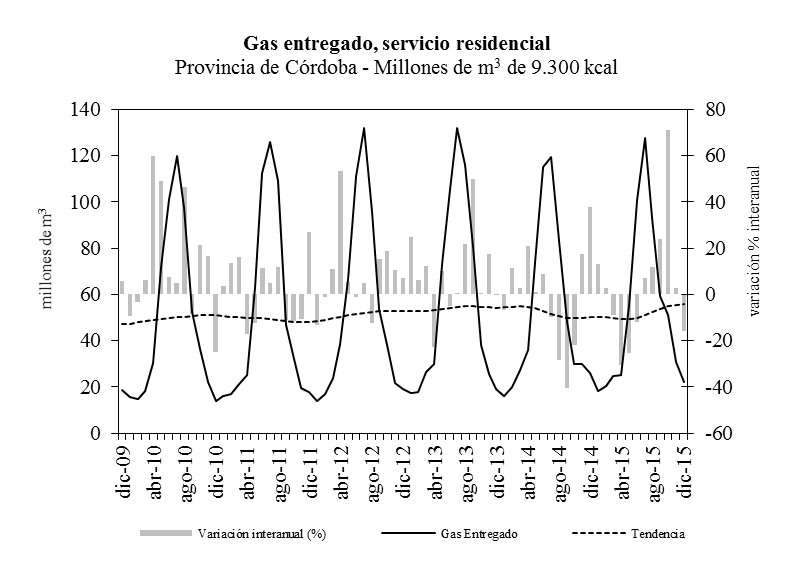 Gas entregado, servicio residencial
Provincia de Córdoba - Millones de m³ de 9.300 kcal
140
120
100
80
60
40
20
0
millones de m³
80
60
40
20
0
-20
-40
-60
variación % interanual
dic-09
abr-10
ago-10
dic-10
abr-11
ago-11
dic-11
abr-12
ago-12
dic-12
abr-13
ago-13
dic-13
abr-14
ago-14
dic-14
abr-15
ago-15
dic-15
Variación interanual (%)
Gas Entregado
Tendencia